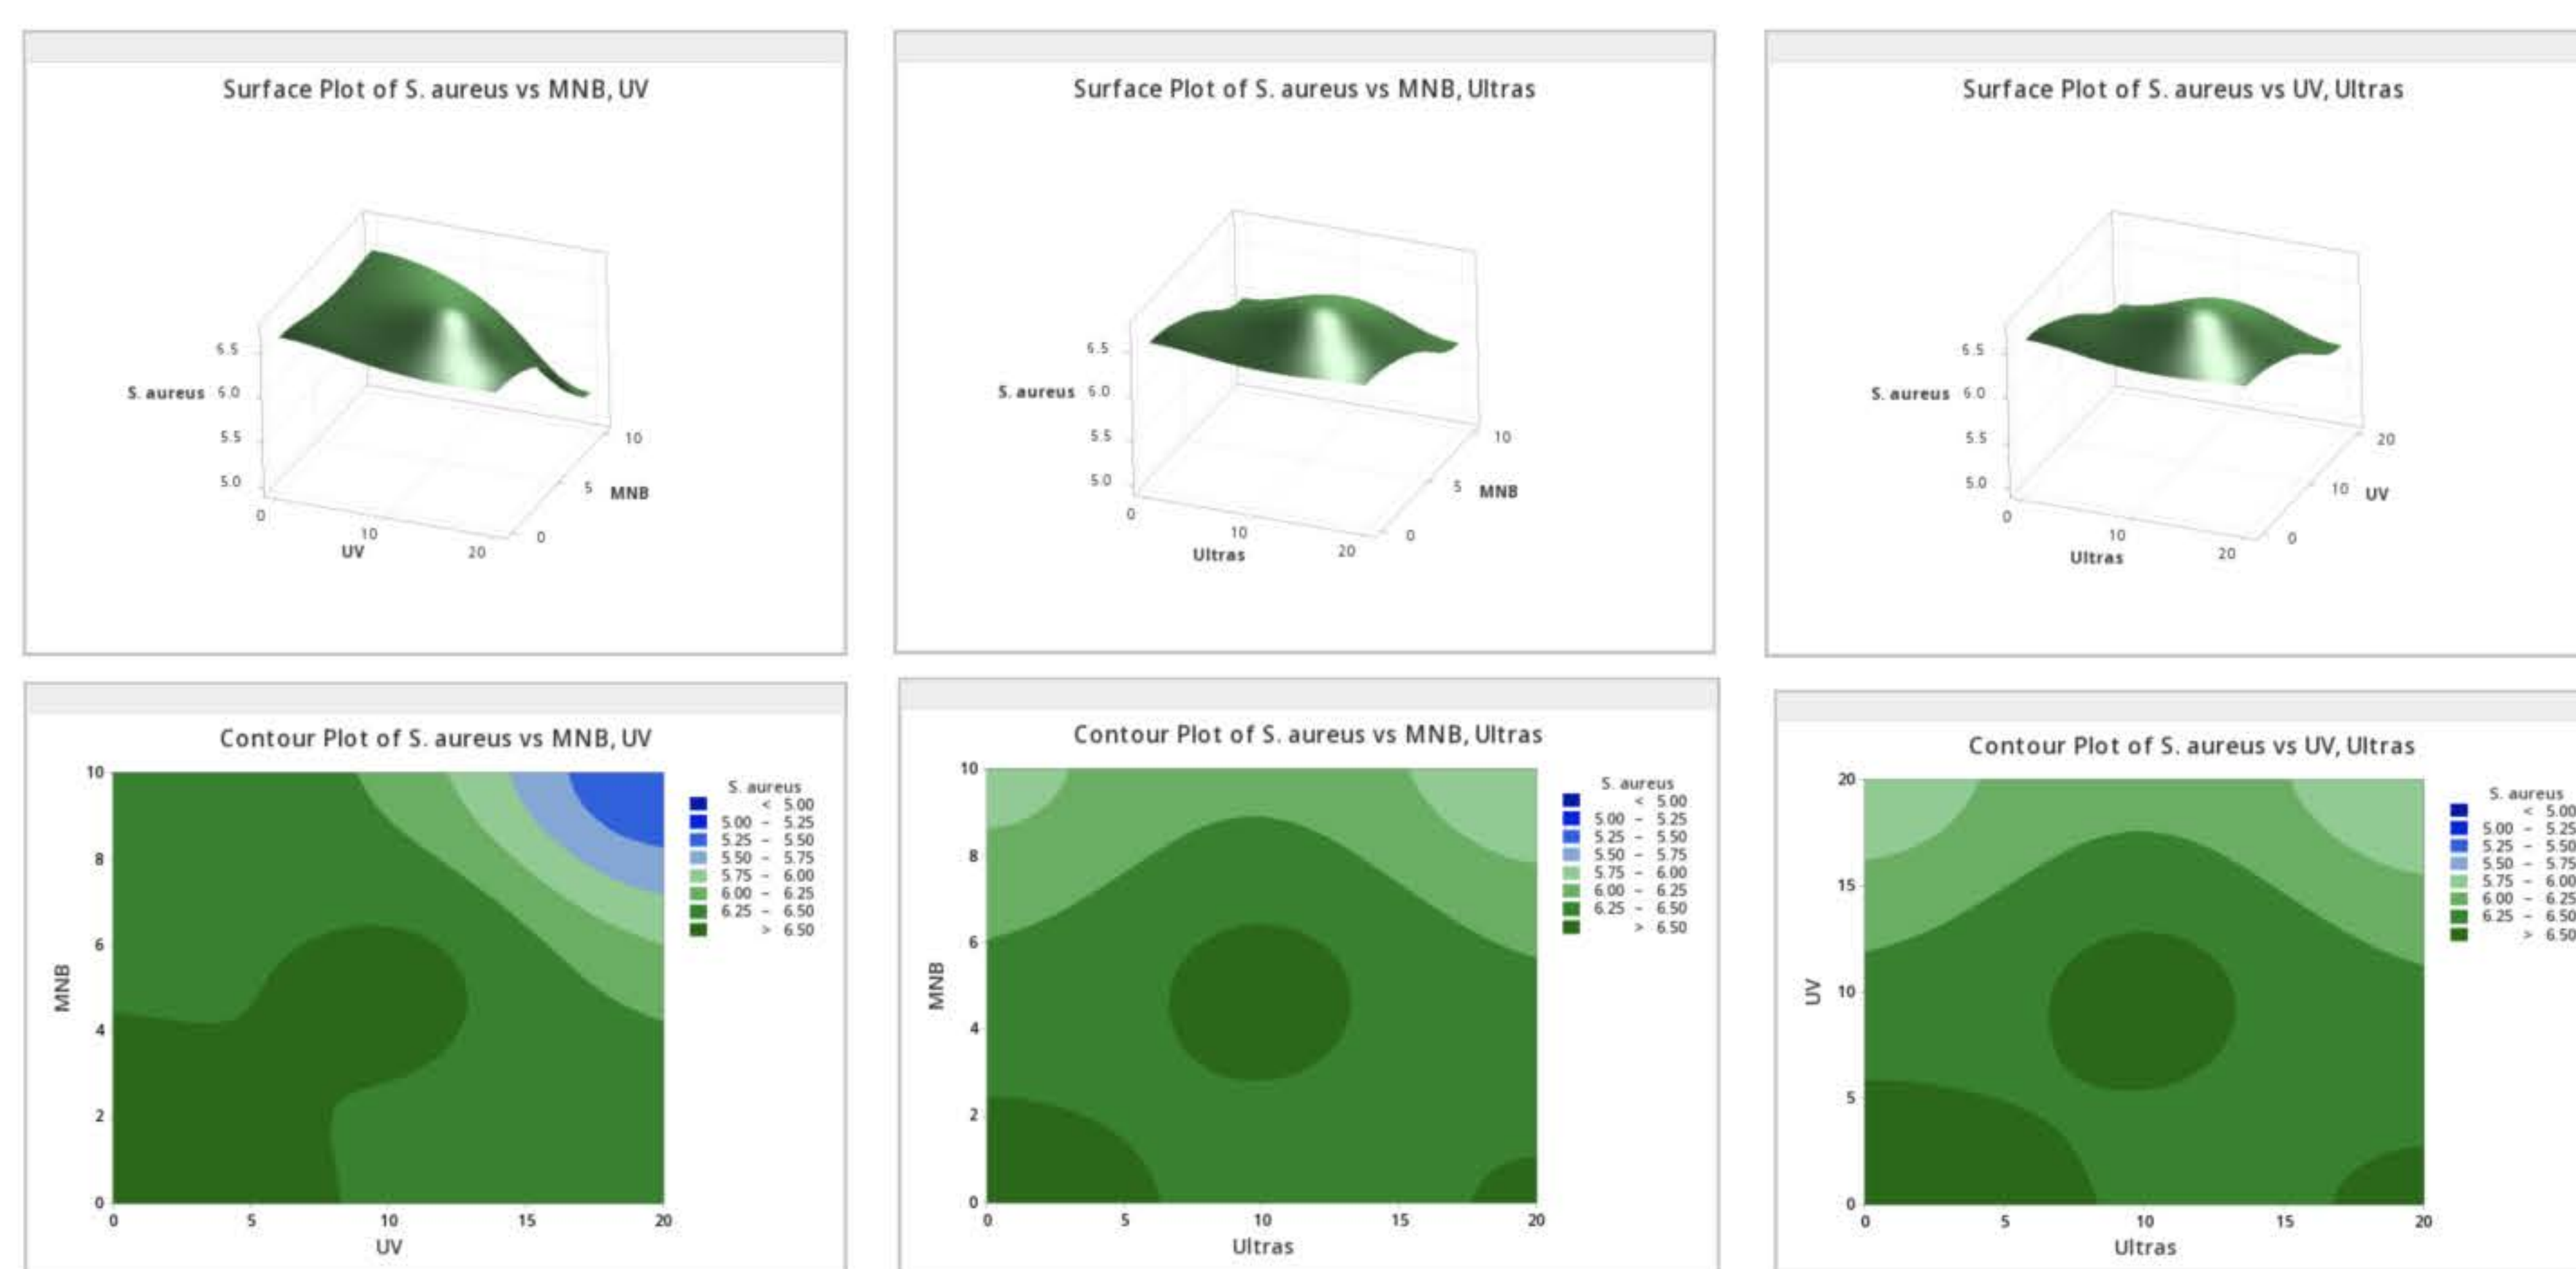 Surface Plot of S. aureus vs MNB, UV
6.5
S. aureus 6.0
5.5
5.0
0
10
20
UV
10
5 MNB
0
Surface Plot of S. aureus vs MNB, Ultras
6.5
S. aureus 6.0
5.5
5.0
0
10
20
Ultras
10
5 MNB
0
Surface Plot of S. aureus vs UV, Ultras
6.5
S. aureus 6.0
5.5
5.0
0
10
20
Ultras
20
10 UV
0
Contour Plot of S. aureus vs MNB, UV
10
8
6
4
2
0
MNB
0 5 10 15 20
UV
S. aureus
< 5.00
5.00 – 5.25
5.25 – 5.50
5.50 – 5.75
5.75 – 6.00
6.00 – 6.25
6.25 – 6.50
> 6.50
Contour Plot of S. aureus vs MNB, Ultras
10
8
6
4
2
0
MNB
0 5 10 15 20
Ultras
S. aureus
< 5.00
5.00 – 5.25
5.25 – 5.50
5.50 – 5.75
5.75 – 6.00
6.00 – 6.25
6.25 – 6.50
> 6.50
Contour Plot of S. aureus vs UV, Ultras
20
15
10
5
0
UV
0 5 10 15 20
Ultras
S. aureus
< 5.00
5.00 – 5.25
5.25 – 5.50
5.50 – 5.75
5.75 – 6.00
6.00 – 6.25
6.25 – 6.50
> 6.50